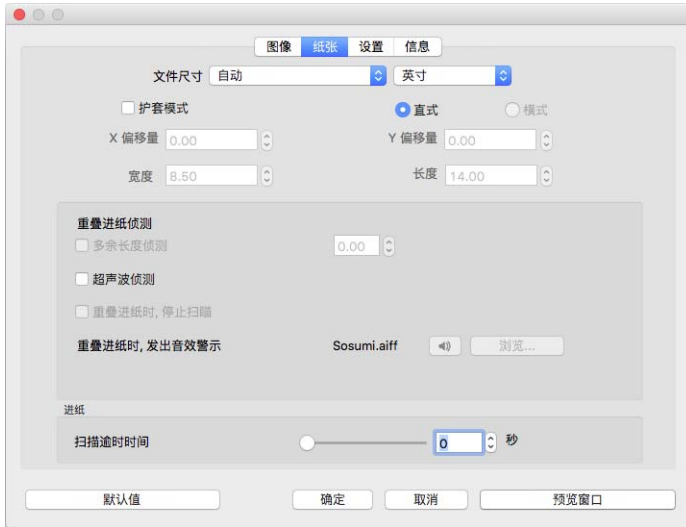 图像 纸张 设置 信息
文件尺寸 自动 英寸
护套模式 直式 横式
X 偏移量 0.00 Y 偏移量 0.00
宽度 8.50 长度 14.00
重叠进纸侦测
多余长度侦测 0.00
超声波侦测
重叠进纸时, 停止扫瞄
重叠进纸时, 发出音效警示 Sosumi.aiff 浏览...
进纸
扫描逾时时间 0 秒
默认值 确定 取消 预览窗口